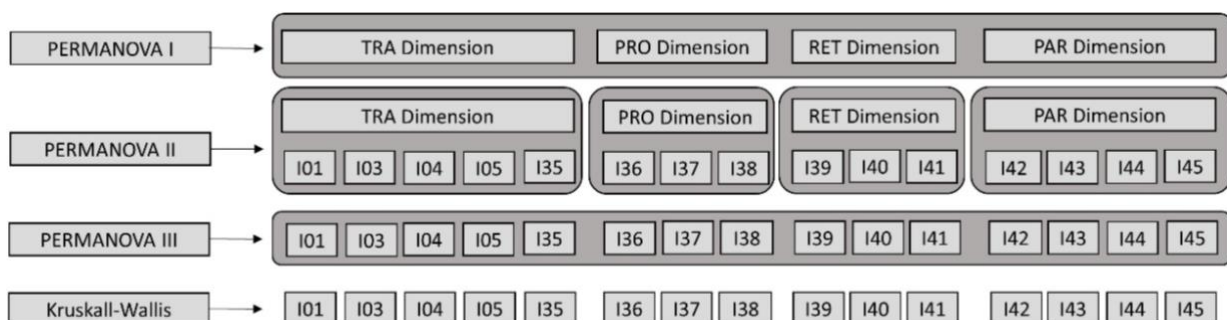 PERMANOVA I TRA Dimension PRO Dimension RET Dimension PAR Dimension
TRA Dimension PRO Dimension RET Dimension PAR Dimension
PERMANOVA II
I01 I03 I04 I05 I35 I36 I37 I38 I39 I40 I41 I42 I43 I44 I45
PERMANOVA III I01 I03 I04 I05 I35 I36 I37 I38 I39 I40 I41 I42 I43 I44 I45
Kruskall-Wallis I01 I03 I04 I05 I35 I36 I37 I38 I39 I40 I41 I42 I43 I44 I45